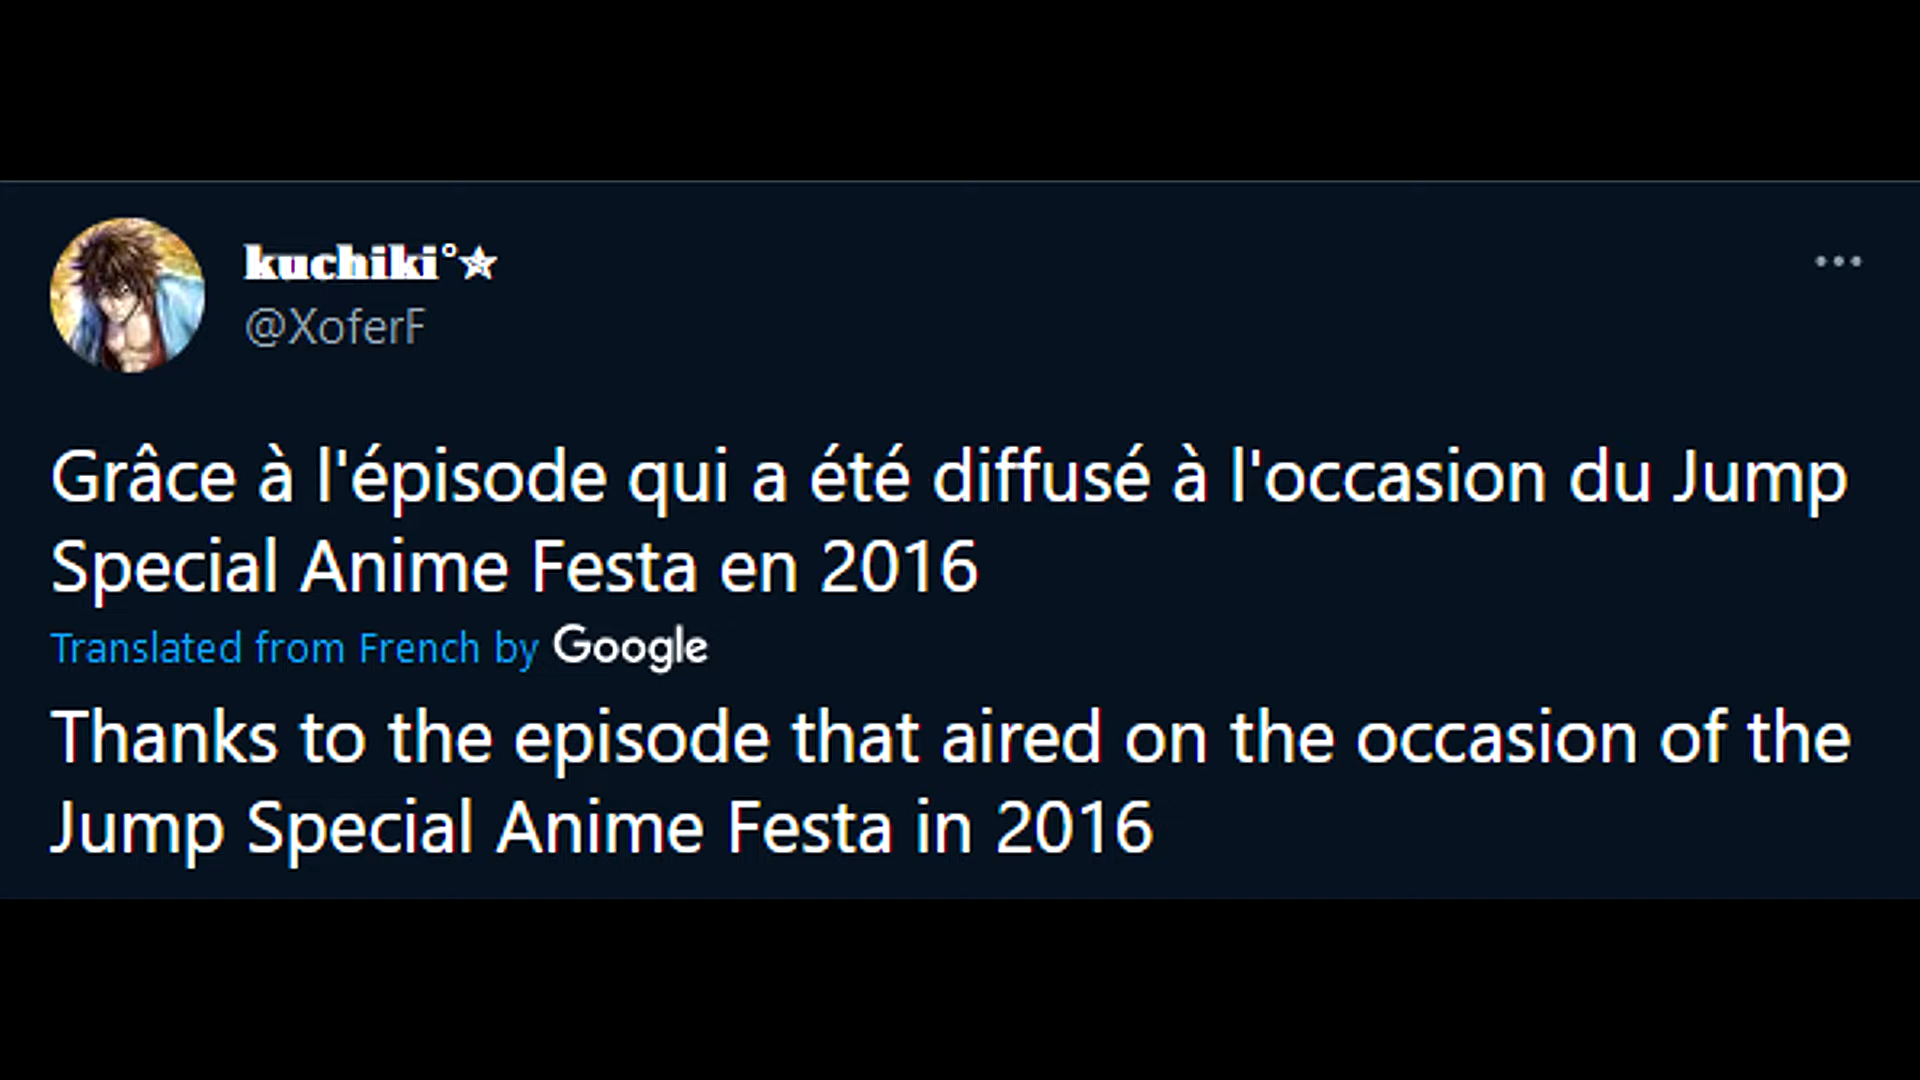 kuchiki°☆
@XoferF
Grâce à l'épisode qui a été diffusé à l'occasion du Jump
Special Anime Festa en 2016
Translated from French by Google
Thanks to the episode that aired on the occasion of the
Jump Special Anime Festa in 2016